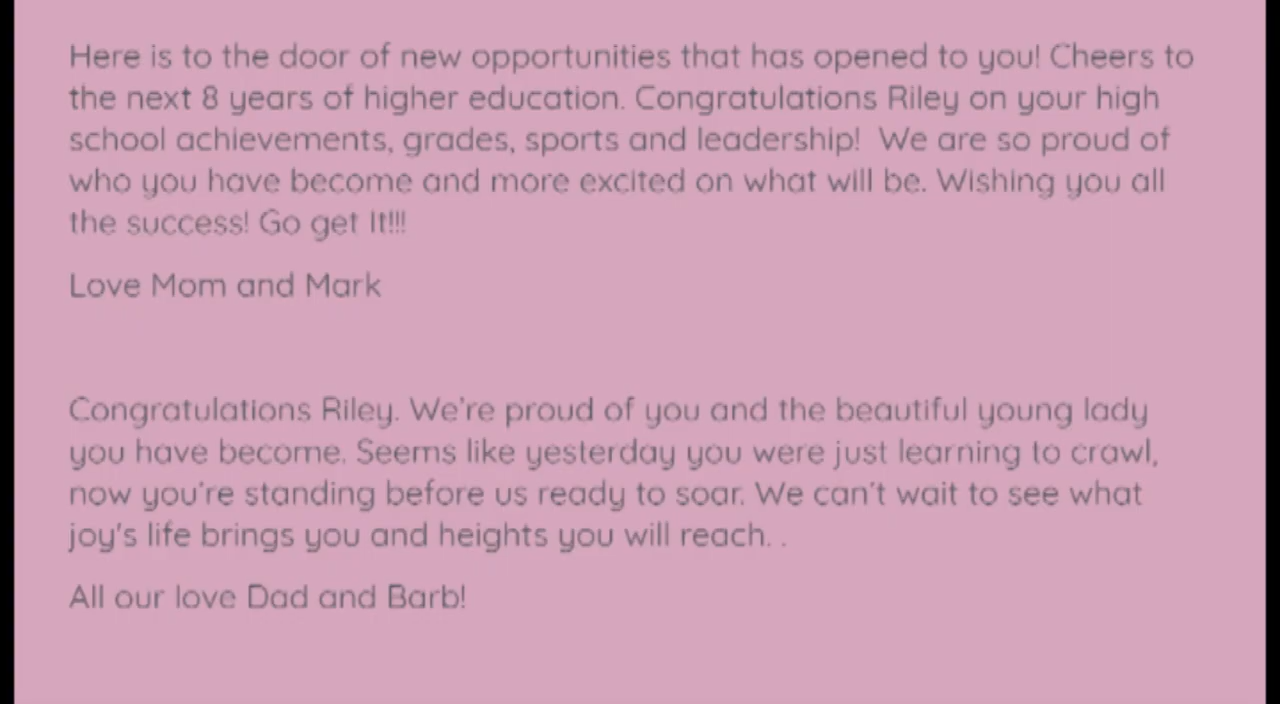 Here is to the door of new opportunities that has opened to you! Cheers to
the next 8 years of higher education. Congratulations Riley on your high
school achievements, grades, sports and leadership!  We are so proud of
who you have become and more excited on what will be. Wishing you all
the success! Go get It!!!
Love Mom and Mark
Congratulations Riley. We're proud of you and the beautiful young lady
you have become. Seems like yesterday you were just learning to crawl,
now you're standing before us ready to soar. We can't wait to see what
joy's life brings you and heights you will reach. .
All our love Dad and Barb!